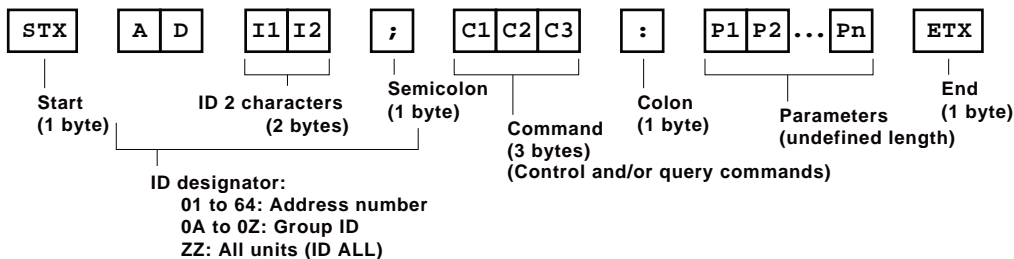 STX A D I1 I2 ; C1 C2 C3 : P1 P2 ... Pn ETX
Start
(1 byte)
ID 2 characters
(2 bytes)
Semicolon
(1 byte)
Command
(3 bytes)
(Control and/or query commands)
Colon
(1 byte)
Parameters
(undefined length)
End
(1 byte)
ID designator:
01 to 64: Address number
0A to 0Z: Group ID
ZZ: All units (ID ALL)